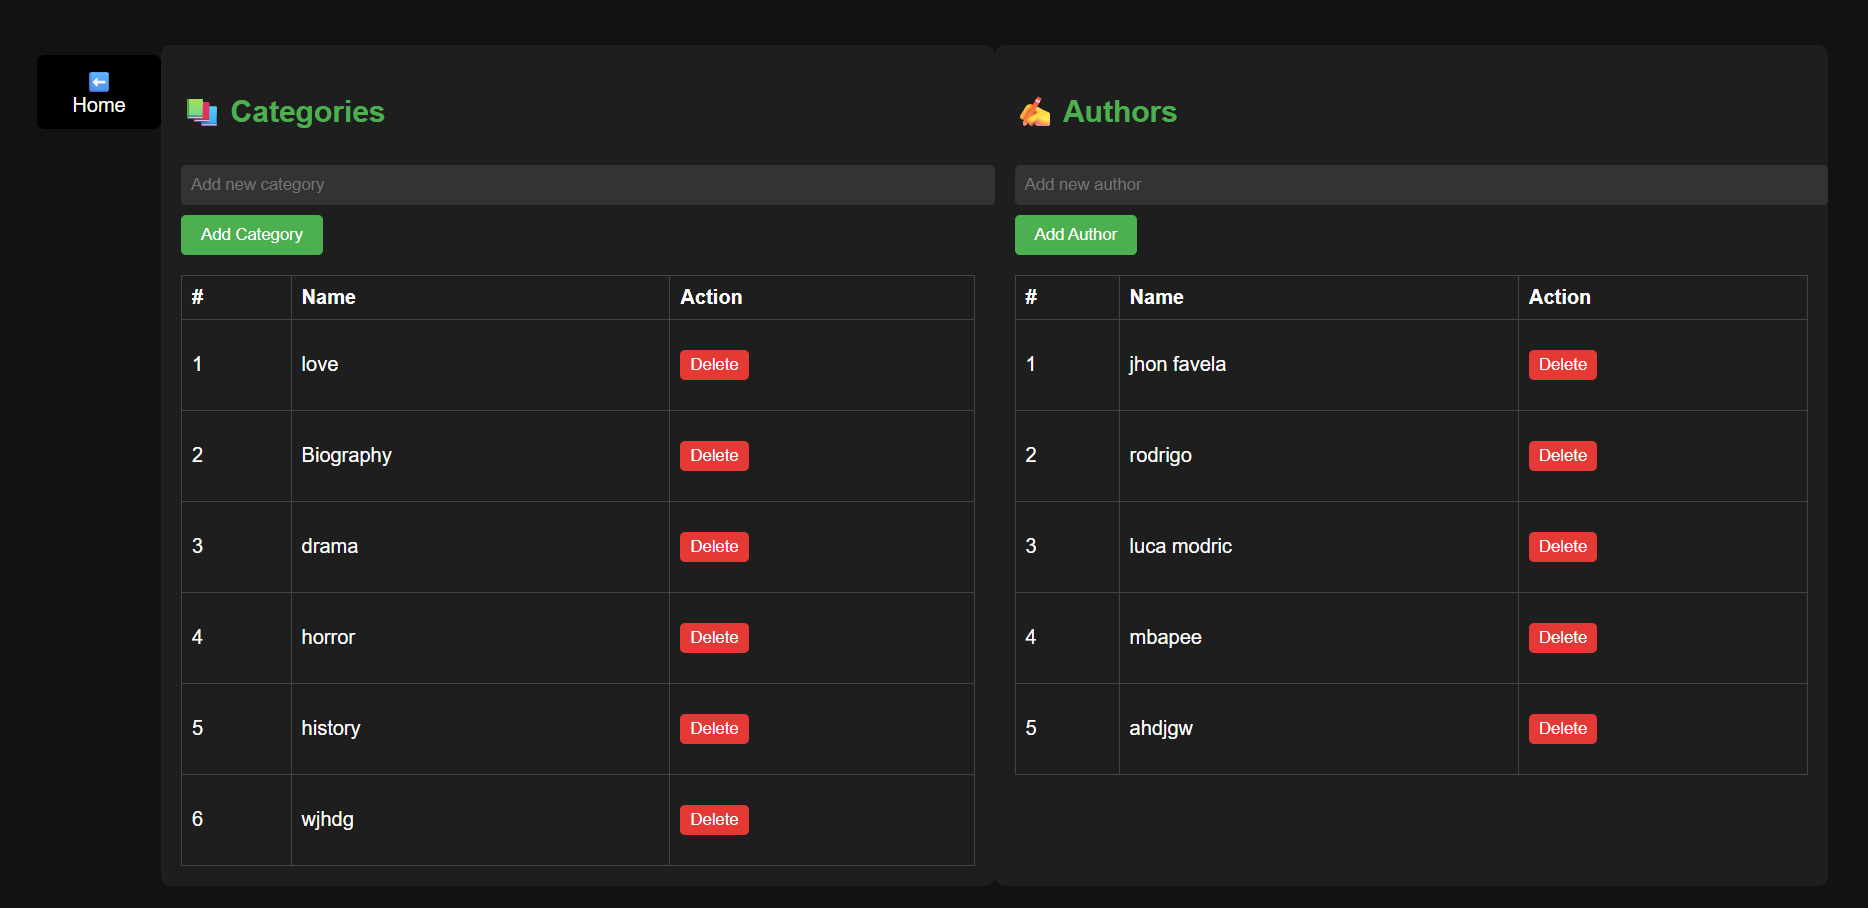 Home
Categories
Add new category
Add Category
# Name Action
1 love Delete
2 Biography Delete
3 drama Delete
4 horror Delete
5 history Delete
6 wjhdg Delete
Authors
Add new author
Add Author
# Name Action
1 jhon favela Delete
2 rodrigo Delete
3 luca modric Delete
4 mbapee Delete
5 ahdjgw Delete